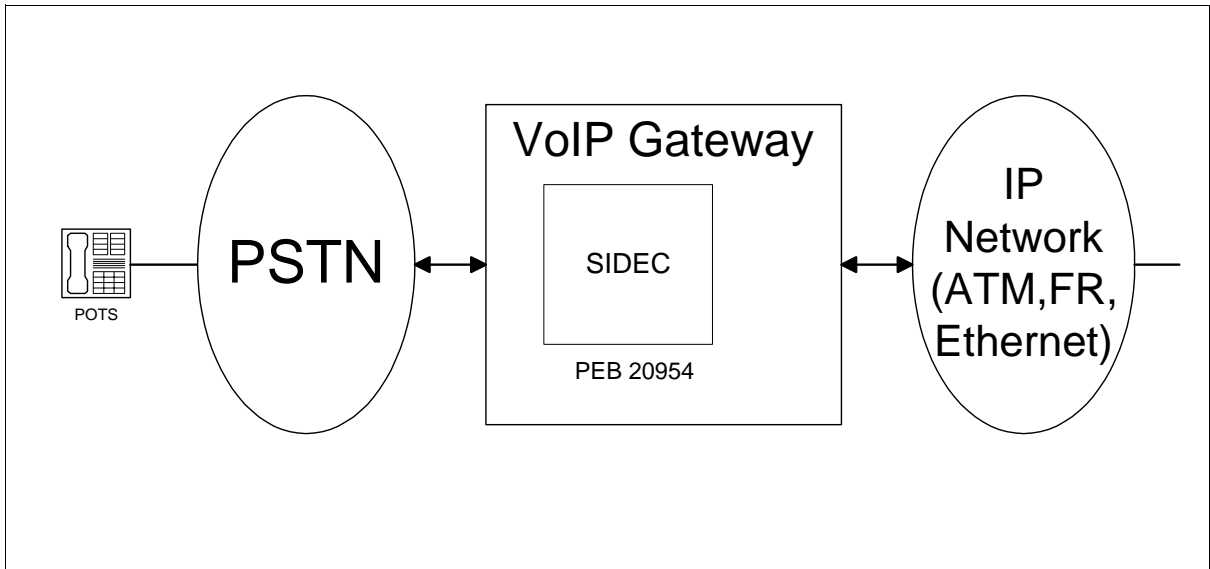 POTS
PSTN
VoIP Gateway
SIDEC
PEB 20954
IP
Network
(ATM,FR,
Ethernet)